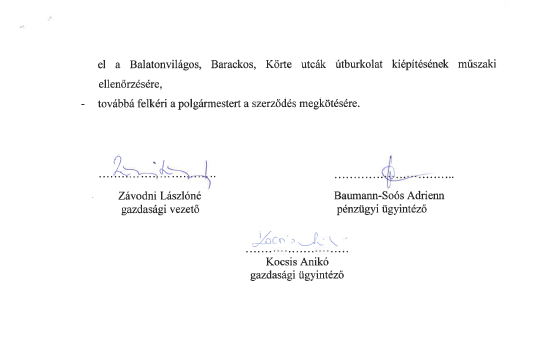 el a Balatonvilágos, Barackos, Körte utcák útburkolat kiépítésének műszaki
ellenőrzésére,
- továbbá felkéri a polgármestert a szerződés megkötésére.
Závodni Lászlóné
gazdasági vezető
Baumann-Soós Adrienn
pénzügyi ügyintéző
Kocsis Anikó
gazdasági ügyintéző